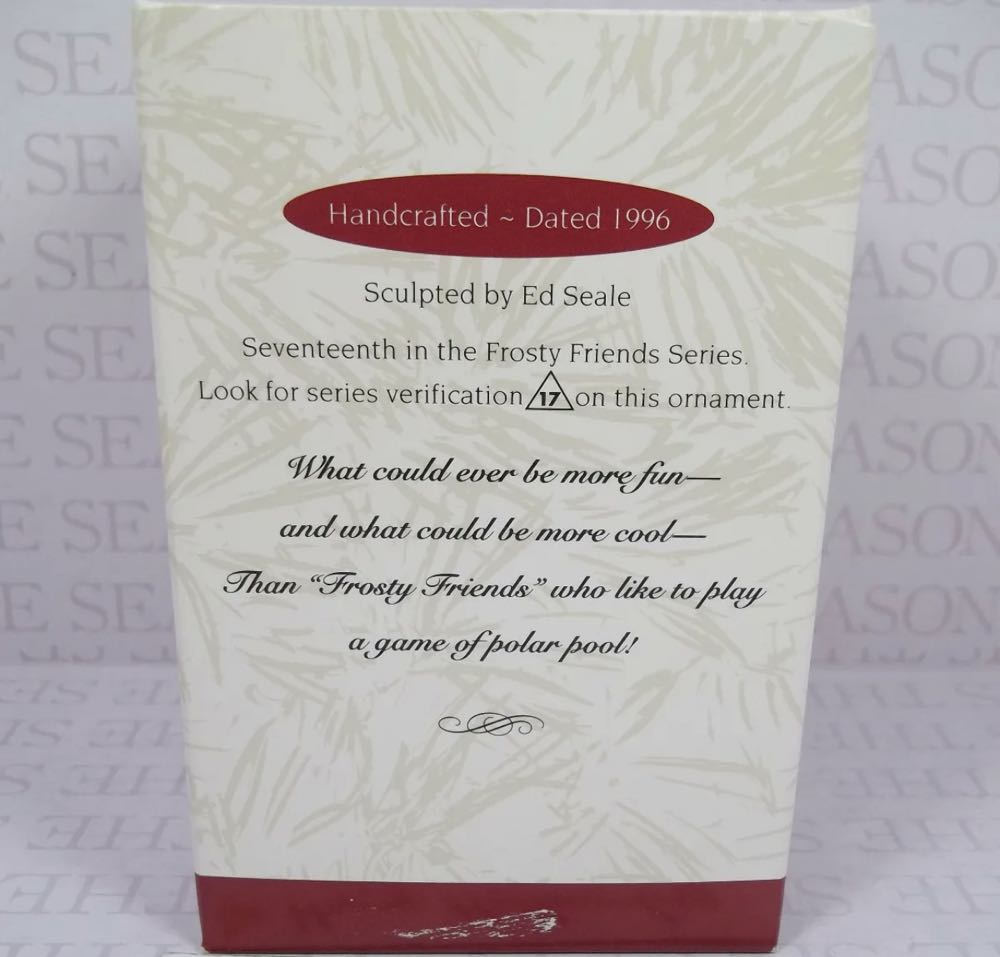 Handcrafted ~ Dated 1996
Sculpted by Ed Seale
Seventeenth in the Frosty Friends Series.
Look for series verification 17 on this ornament.
What could ever be more fun—
and what could be more cool—
Than “Frosty Friends” who like to play
a game of polar pool!